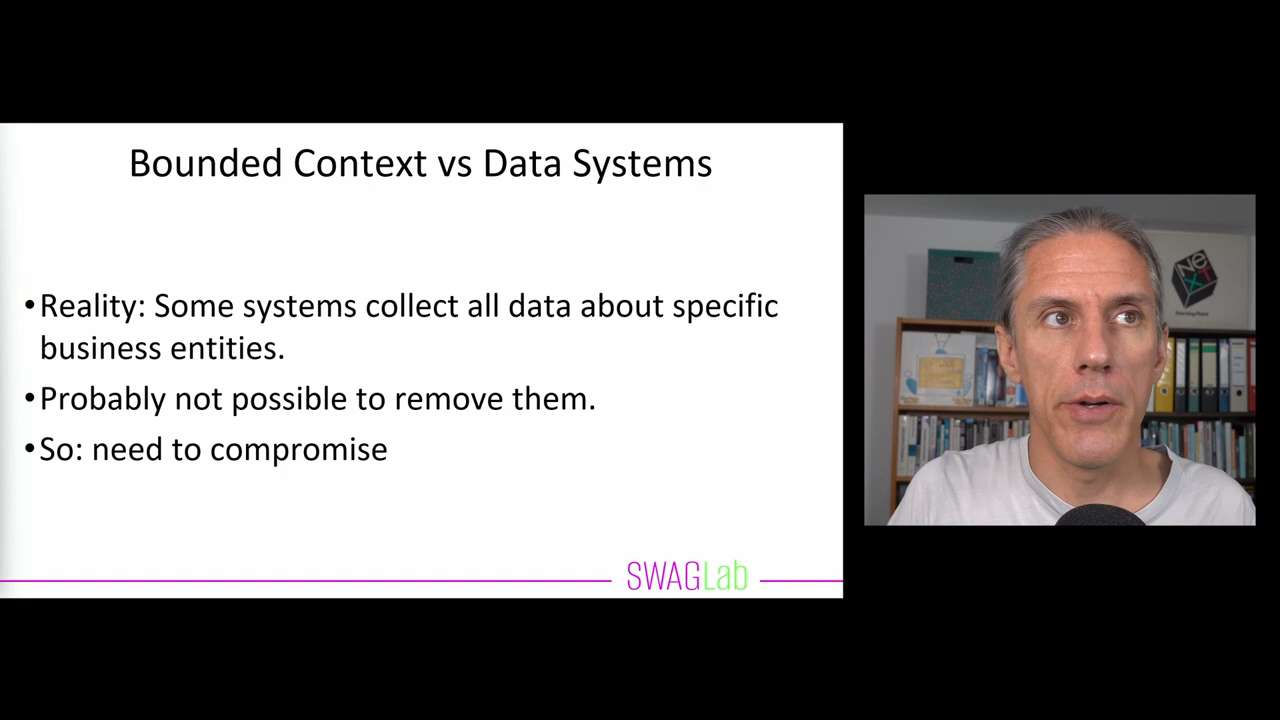 Bounded Context vs Data Systems
•Reality: Some systems collect all data about specific
business entities.
•Probably not possible to remove them.
•So: need to compromise
SWAGLab
NeXT